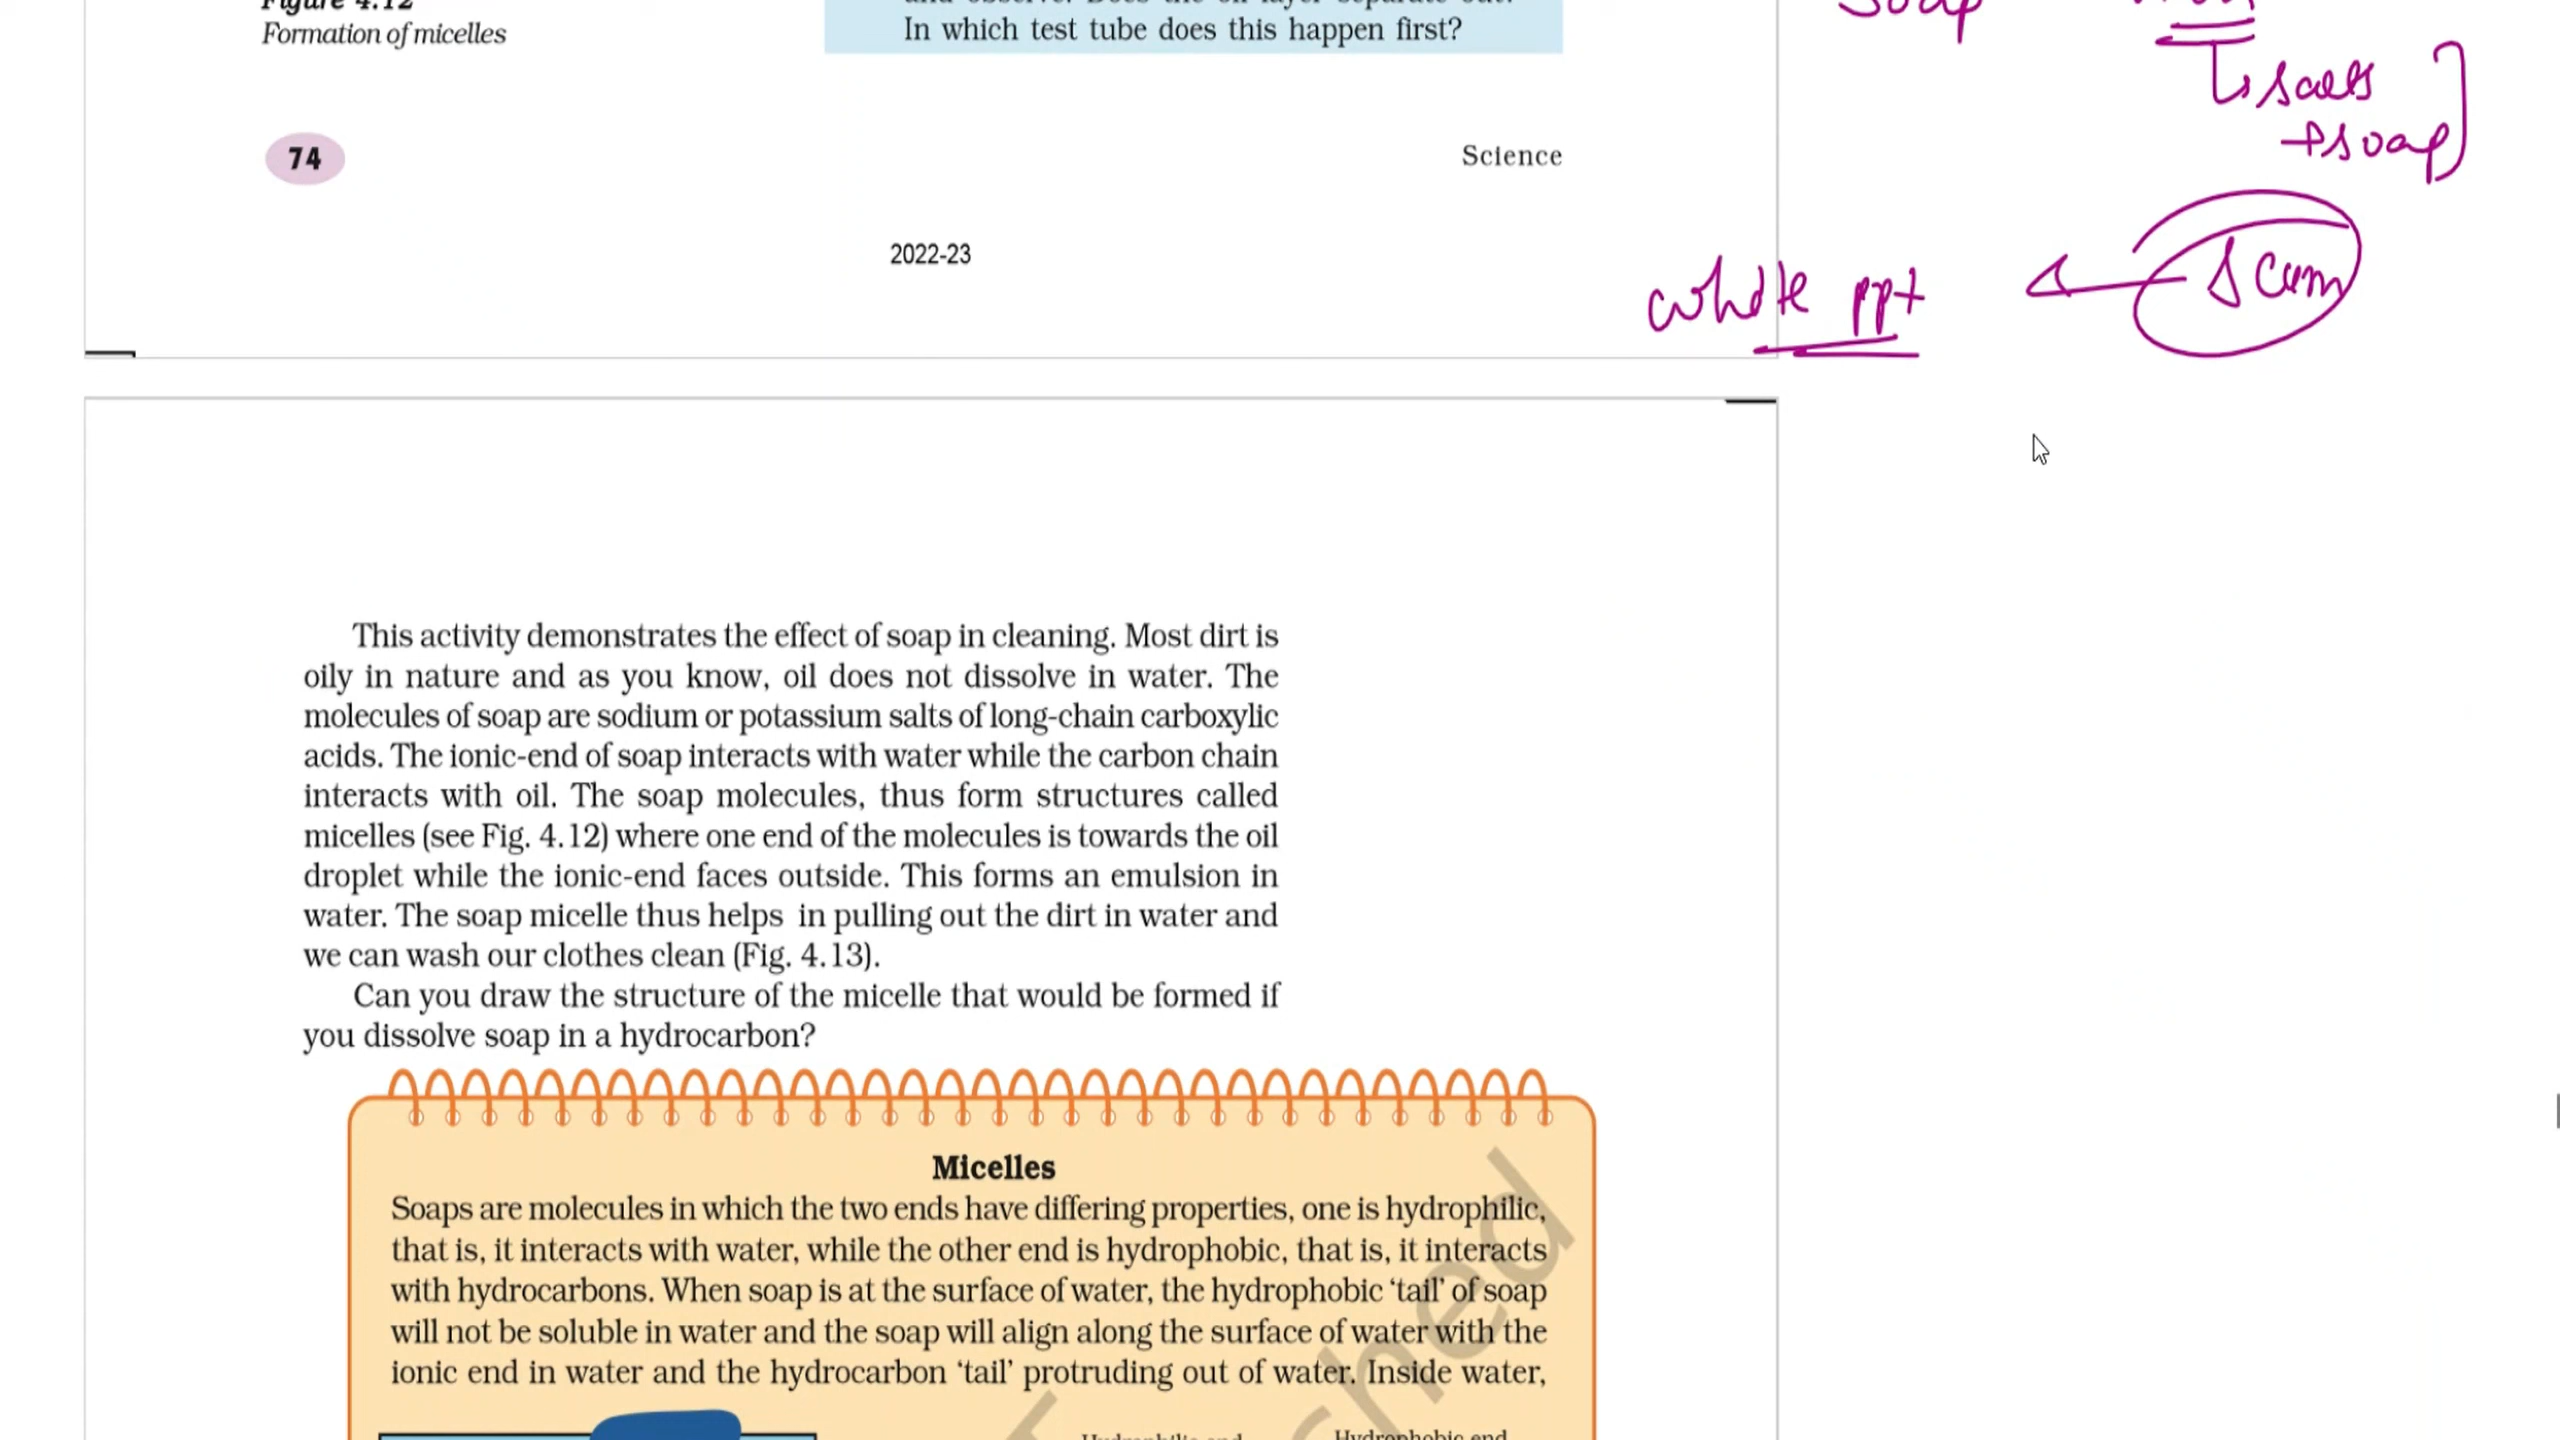 Figure 4.12
Formation of micelles
In which test tube does this happen first?
soap
salts
+soap
74
Science
2022-23
white ppt
scum
This activity demonstrates the effect of soap in cleaning. Most dirt is
oily in nature and as you know, oil does not dissolve in water. The
molecules of soap are sodium or potassium salts of long-chain carboxylic
acids. The ionic-end of soap interacts with water while the carbon chain
interacts with oil. The soap molecules, thus form structures called
micelles (see Fig. 4.12) where one end of the molecules is towards the oil
droplet while the ionic-end faces outside. This forms an emulsion in
water. The soap micelle thus helps in pulling out the dirt in water and
we can wash our clothes clean (Fig. 4.13).
Can you draw the structure of the micelle that would be formed if
you dissolve soap in a hydrocarbon?
Micelles
Soaps are molecules in which the two ends have differing properties, one is hydrophilic,
that is, it interacts with water, while the other end is hydrophobic, that is, it interacts
with hydrocarbons. When soap is at the surface of water, the hydrophobic ‘tail’ of soap
will not be soluble in water and the soap will align along the surface of water with the
ionic end in water and the hydrocarbon ‘tail’ protruding out of water. Inside water,
Hydrophobic end